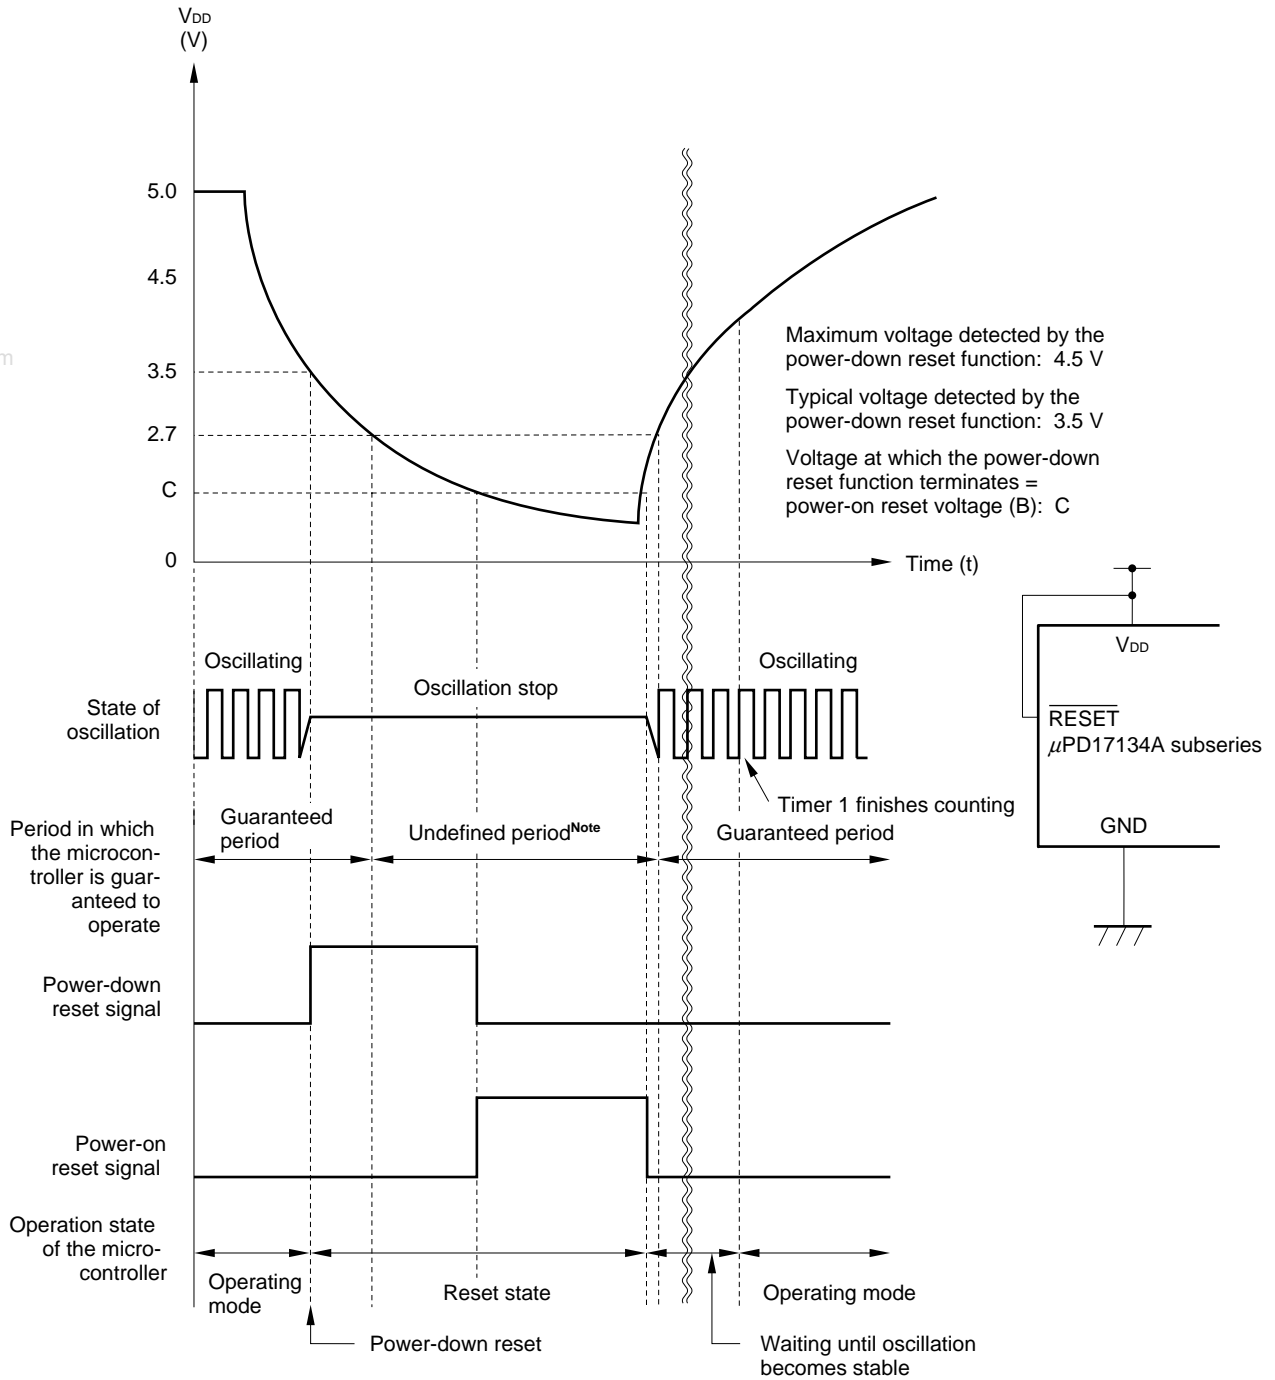 VDD
(V)
5.0
4.5
3.5
2.7
C
0
m
Maximum voltage detected by the
power-down reset function: 4.5 V
Typical voltage detected by the
power-down reset function: 3.5 V
Voltage at which the power-down
reset function terminates =
power-on reset voltage (B): C
Time (t)
VDD
RESET
μPD17134A subseries
GND
State of
oscillation
Oscillating
Oscillation stop
Oscillating
Timer 1 finishes counting
Period in which
the microcon-
troller is guar-
anteed to
operate
Guaranteed
period
Undefined periodNote
Guaranteed period
Power-down
reset signal
Power-on
reset signal
Operation state
of the micro-
controller
Operating
mode
Reset state
Operating mode
Power-down reset
Waiting until oscillation
becomes stable